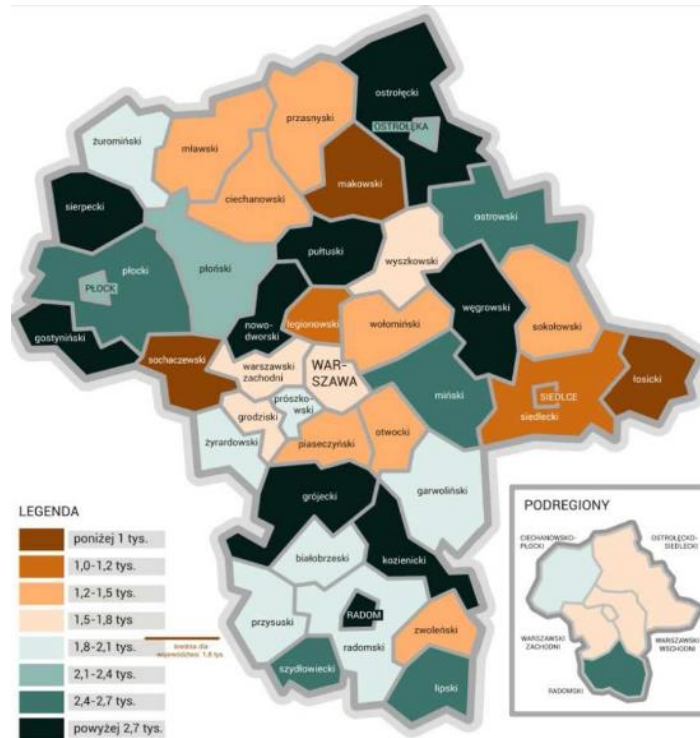 ostrołęcki
OSTROŁĘKA
przasnyski
żuromiński
mławski
makowski
ciechanowski
sierpecki
ostrowski
pułtuski
wyszkowski
płocki
płoński
PŁOCK
węgrowski
nowo-
dworski
legionowski
wołomiński
sokołowski
gostyniński
sochaczewski
warszawski
zachodni
WAR-
SZAWA
łosicki
SIEDLCE
siedlecki
miński
prószko-
wski
grodziski
żyrardowski
piaseczyński
otwocki
garwoliński
grójecki
białobrzeski
kozienicki
RADOM
przysuski
radomski
zwoleński
szydłowiecki
lipski
LEGENDA
poniżej 1 tys.
1,0-1,2 tys.
1,2-1,5 tys.
1,5-1,8 tys.
1,8-2,1 tys.
średnia dla
województwa: 1,8 tys.
2,1-2,4 tys.
2,4-2,7 tys.
powyżej 2,7 tys.
PODREGIONY
CIECHANOWSKO-
PŁOCKI
OSTROŁĘCKO-
SIEDLECKI
WARSZAWSKI
ZACHODNI
WARSZAWSKI
WSCHODNI
RADOMSKI